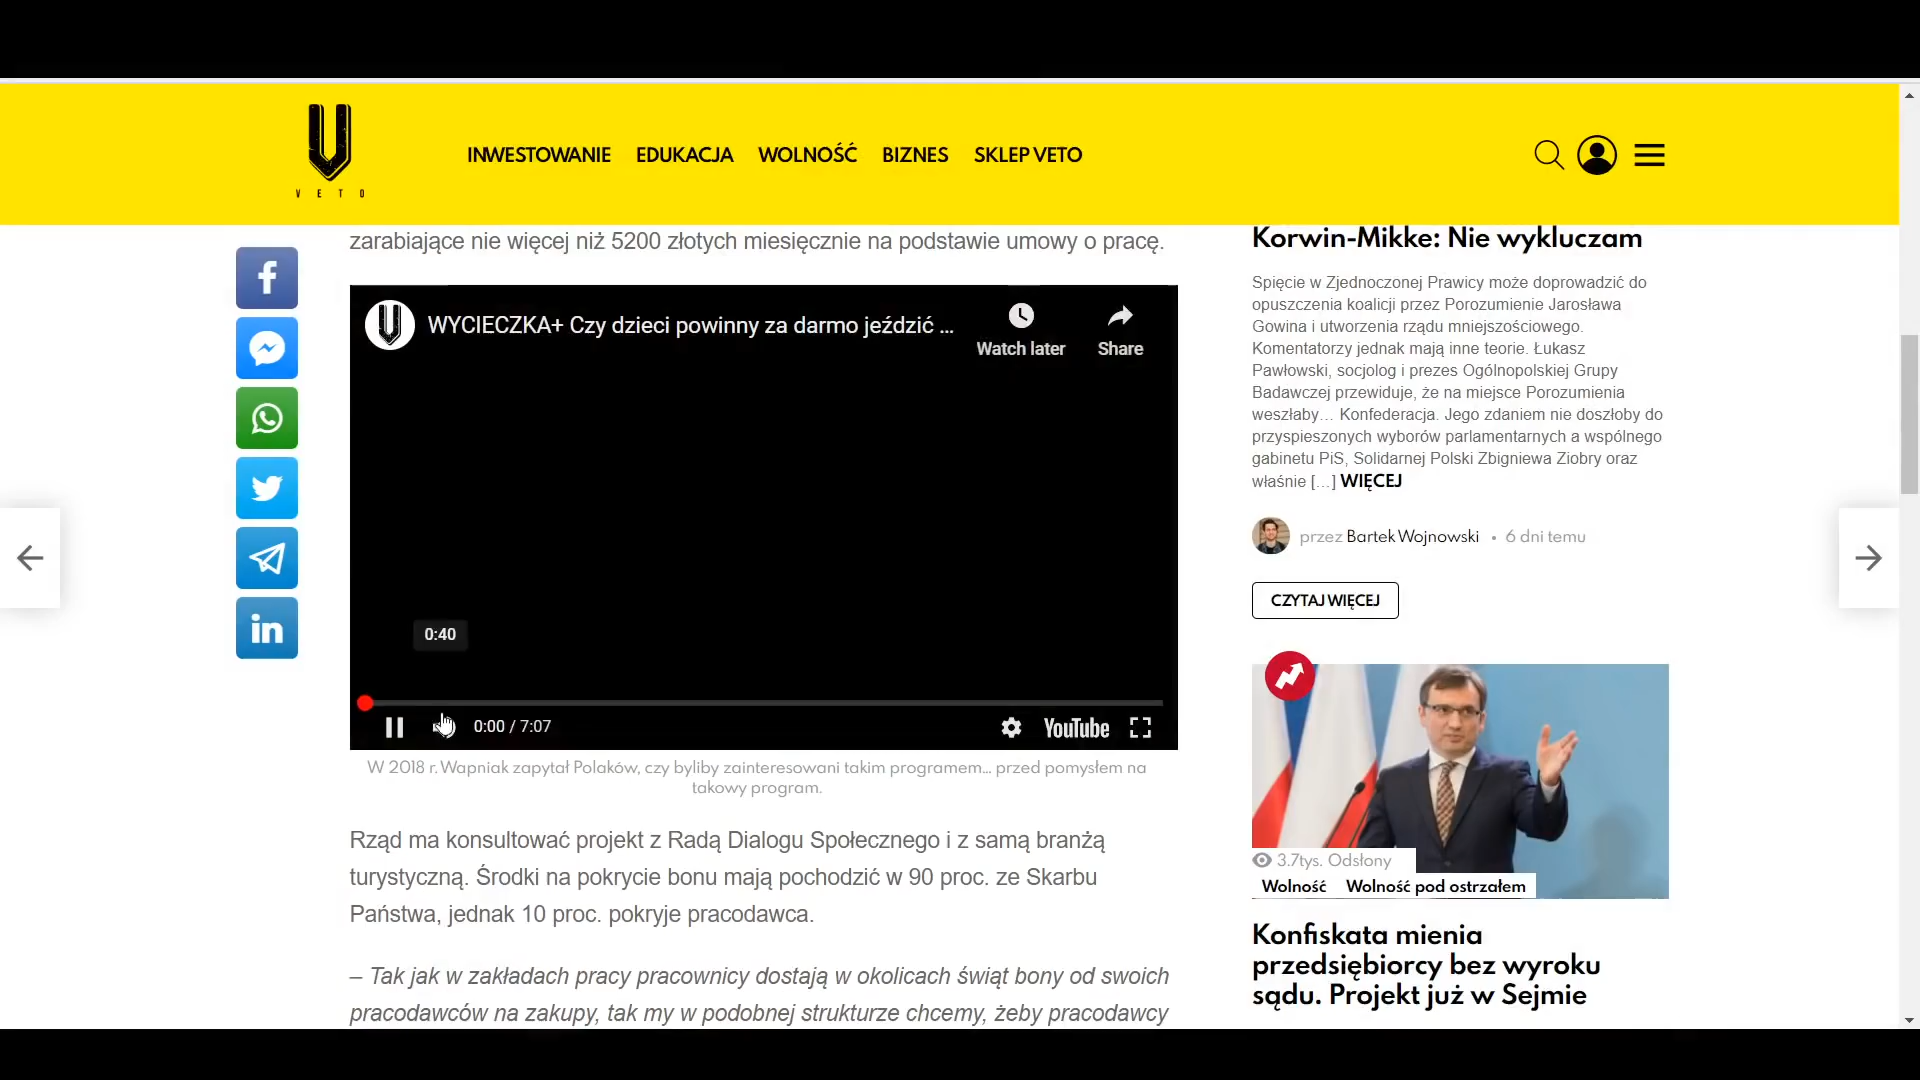 VETO
INWESTOWANIE EDUKACJA WOLNOŚĆ BIZNES SKLEP VETO
zarabiające nie więcej niż 5200 złotych miesięcznie na podstawie umowy o pracę.
WYCIECZKA+ Czy dzieci powinny za darmo jeździć ...
Watch later
Share
0:40
0:00 / 7:07
YouTube
W 2018 r. Wapniak zapytał Polaków, czy byliby zainteresowani takim programem... przed pomysłem na
takowy program.
Rząd ma konsultować projekt z Radą Dialogu Społecznego i z samą branżą
turystyczną. Środki na pokrycie bonu mają pochodzić w 90 proc. ze Skarbu
Państwa, jednak 10 proc. pokryje pracodawca.
– Tak jak w zakładach pracy pracownicy dostają w okolicach świąt bony od swoich
pracodawców na zakupy, tak my w podobnej strukturze chcemy, żeby pracodawcy
Korwin-Mikke: Nie wykluczam
Spięcie w Zjednoczonej Prawicy może doprowadzić do
opuszczenia koalicji przez Porozumienie Jarosława
Gowina i utworzenia rządu mniejszościowego.
Komentatorzy jednak mają inne teorie. Łukasz
Pawłowski, socjolog i prezes Ogólnopolskiej Grupy
Badawczej przewiduje, że na miejsce Porozumienia
weszłaby… Konfederacja. Jego zdaniem nie doszłoby do
przyspieszonych wyborów parlamentarnych a wspólnego
gabinetu PiS, Solidarnej Polski Zbigniewa Ziobry oraz
właśnie […] WIĘCEJ
przez Bartek Wojnowski • 6 dni temu
CZYTAJ WIĘCEJ
3.7tys. Odsłony
Wolność Wolność pod ostrzałem
Konfiskata mienia
przedsiębiorcy bez wyroku
sądu. Projekt już w Sejmie